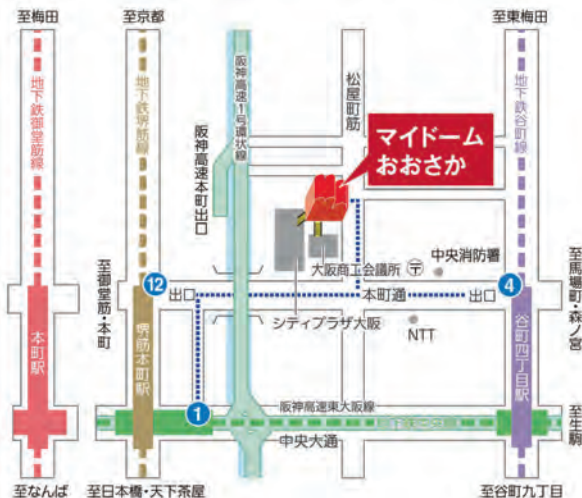 至梅田
至京都
至東梅田
地下鉄御堂筋線
地下鉄堺筋線
阪神高速1号環状線
松屋町筋
地下鉄谷町線
阪神高速本町出口
マイドーム
おおさか
大阪商工会議所
〒
中央消防署
至御堂筋・本町
12
出口
本町通
出口
4
至馬場町・森ノ宮
シティプラザ大阪
NTT
本町駅
堺筋本町駅
谷町四丁目駅
1
阪神高速東大阪線
中央大通
至生駒
至なんば
至日本橋・天下茶屋
至谷町九丁目